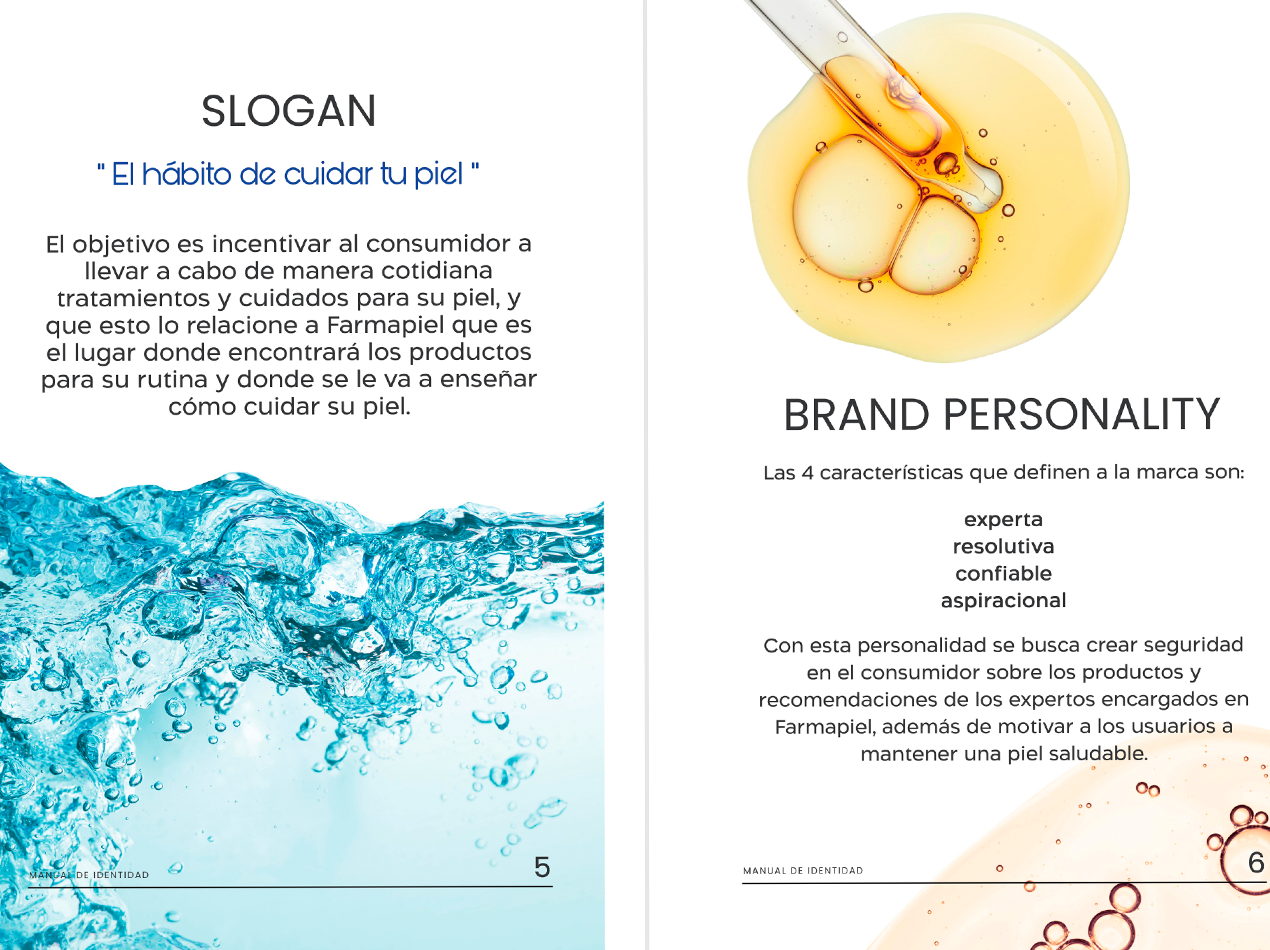 SLOGAN
" El hábito de cuidar tu piel "
El objetivo es incentivar al consumidor a
llevar a cabo de manera cotidiana
tratamientos y cuidados para su piel, y
que esto lo relacione a Farmapiel que es
el lugar donde encontrará los productos
para su rutina y donde se le va a enseñar
cómo cuidar su piel.
MANUAL DE IDENTIDAD
5
BRAND PERSONALITY
Las 4 características que definen a la marca son:
experta
resolutiva
confiable
aspiracional
Con esta personalidad se busca crear seguridad
en el consumidor sobre los productos y
recomendaciones de los expertos encargados en
Farmapiel, además de motivar a los usuarios a
mantener una piel saludable.
MANUAL DE IDENTIDAD
6